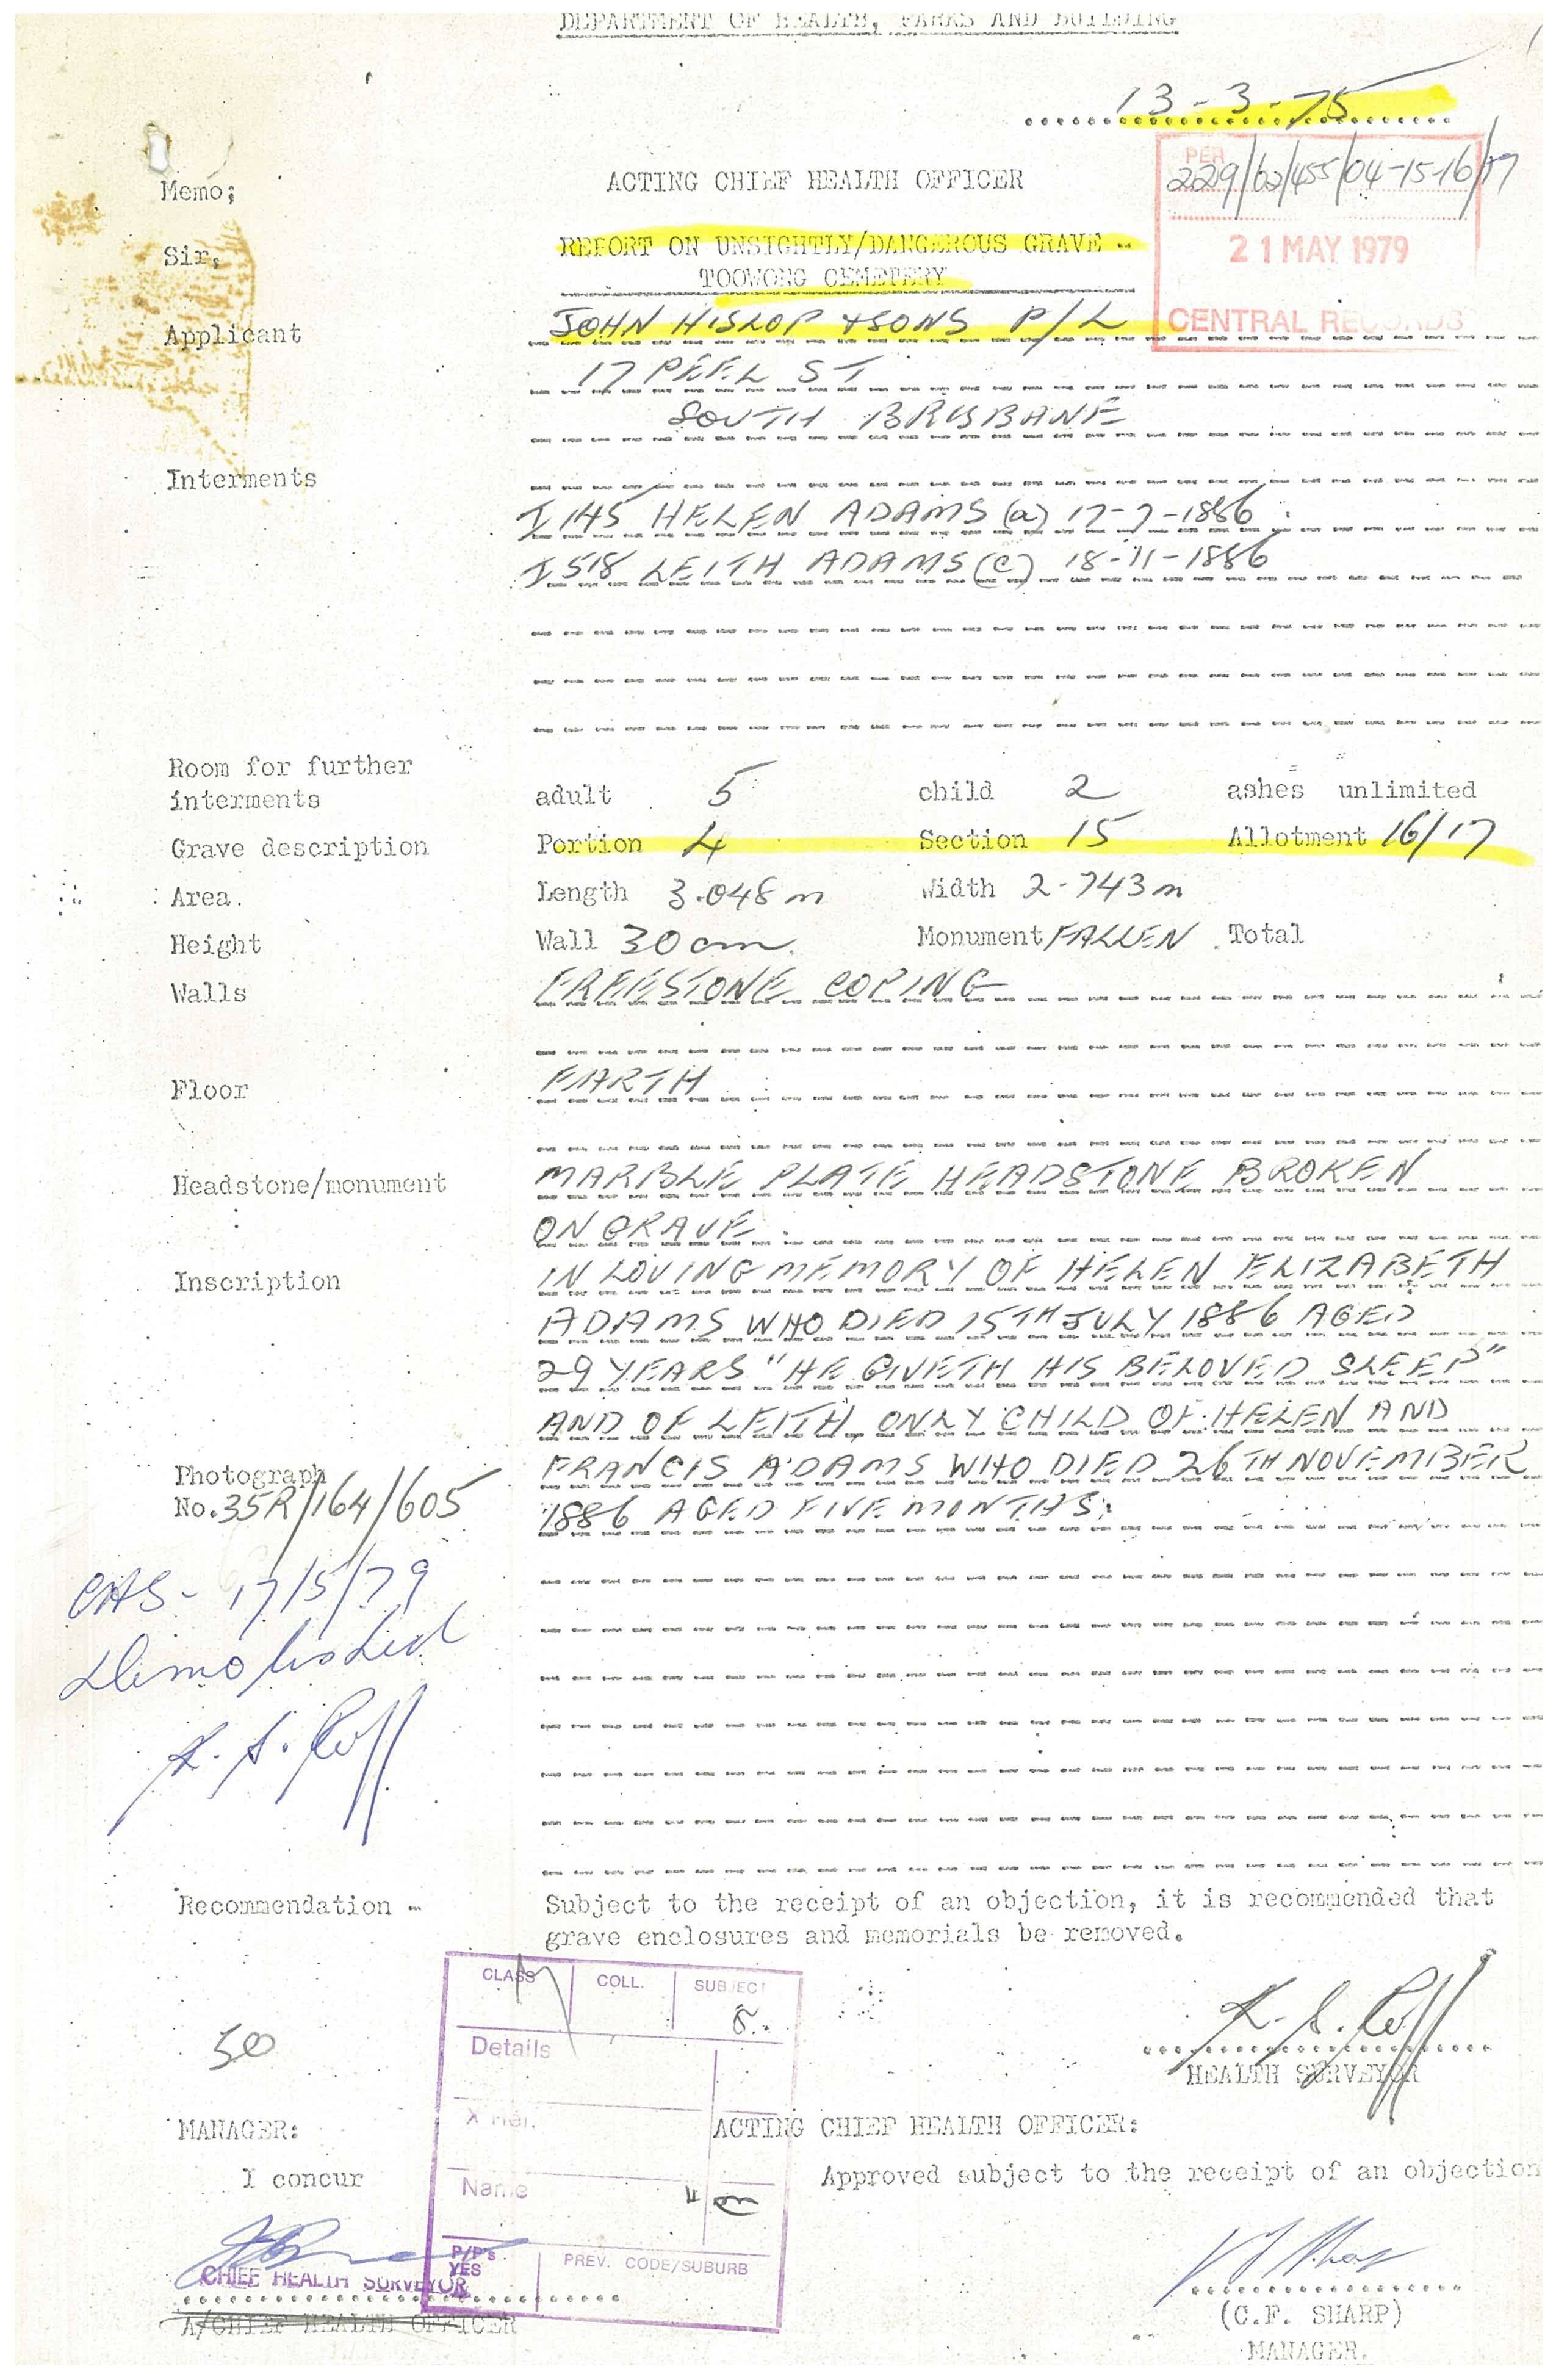 DEPARTMENT OF HEALTH, PARKS AND BUILDING
13-3-75
PER
229/62/455/04-15-16/17
21 MAY 1979
CENTRAL RECORDS
Memo; ACTING CHIEF HEALTH OFFICER
Sir, REPORT ON UNSIGHTLY/DANGEROUS GRAVE -
TOOWONG CEMETERY
Applicant JOHN HISLOP & SONS P/L
17 PEEL ST
SOUTH BRISBANE
Interments
I 145 HELEN ADAMS (a) 17-7-1886
I 518 LEITH ADAMS (c) 18-11-1886
Room for further
interments adult 5 child 2 ashes unlimited
Grave description Portion 4 Section 15 Allotment 16/17
Area. Length 3.048 m Width 2.743 m
Height Wall 30 cm. Monument FALLEN Total
Walls FREESTONE COPING
Floor EARTH
Headstone/monument MARBLE PLATE HEADSTONE BROKEN
ON GRAVE.
Inscription IN LOVING MEMORY OF HELEN ELIZABETH
ADAMS WHO DIED 15TH JULY 1886 AGED
29 YEARS "HE GIVETH HIS BELOVED SLEEP"
AND OF LEITH ONLY CHILD OF HELEN AND
FRANCIS ADAMS WHO DIED 26TH NOVEMBER
1886 AGED FIVE MONTHS.
Photograph
No. 35R/164/605
17/5/79
Demolished
Recommendation - Subject to the receipt of an objection, it is recommended that
grave enclosures and memorials be removed.
CLASS COLL. SUBJECT
Details
X Ref.
Name
P/P's
YES
PREV. CODE/SUBURB
50
HEALTH SURVEYOR
MANAGER: ACTING CHIEF HEALTH OFFICER:
I concur Approved subject to the receipt of an objection
CHIEF HEALTH SURVEYOR
A/CHIEF HEALTH OFFICER
(C.F. SHARP)
MANAGER.